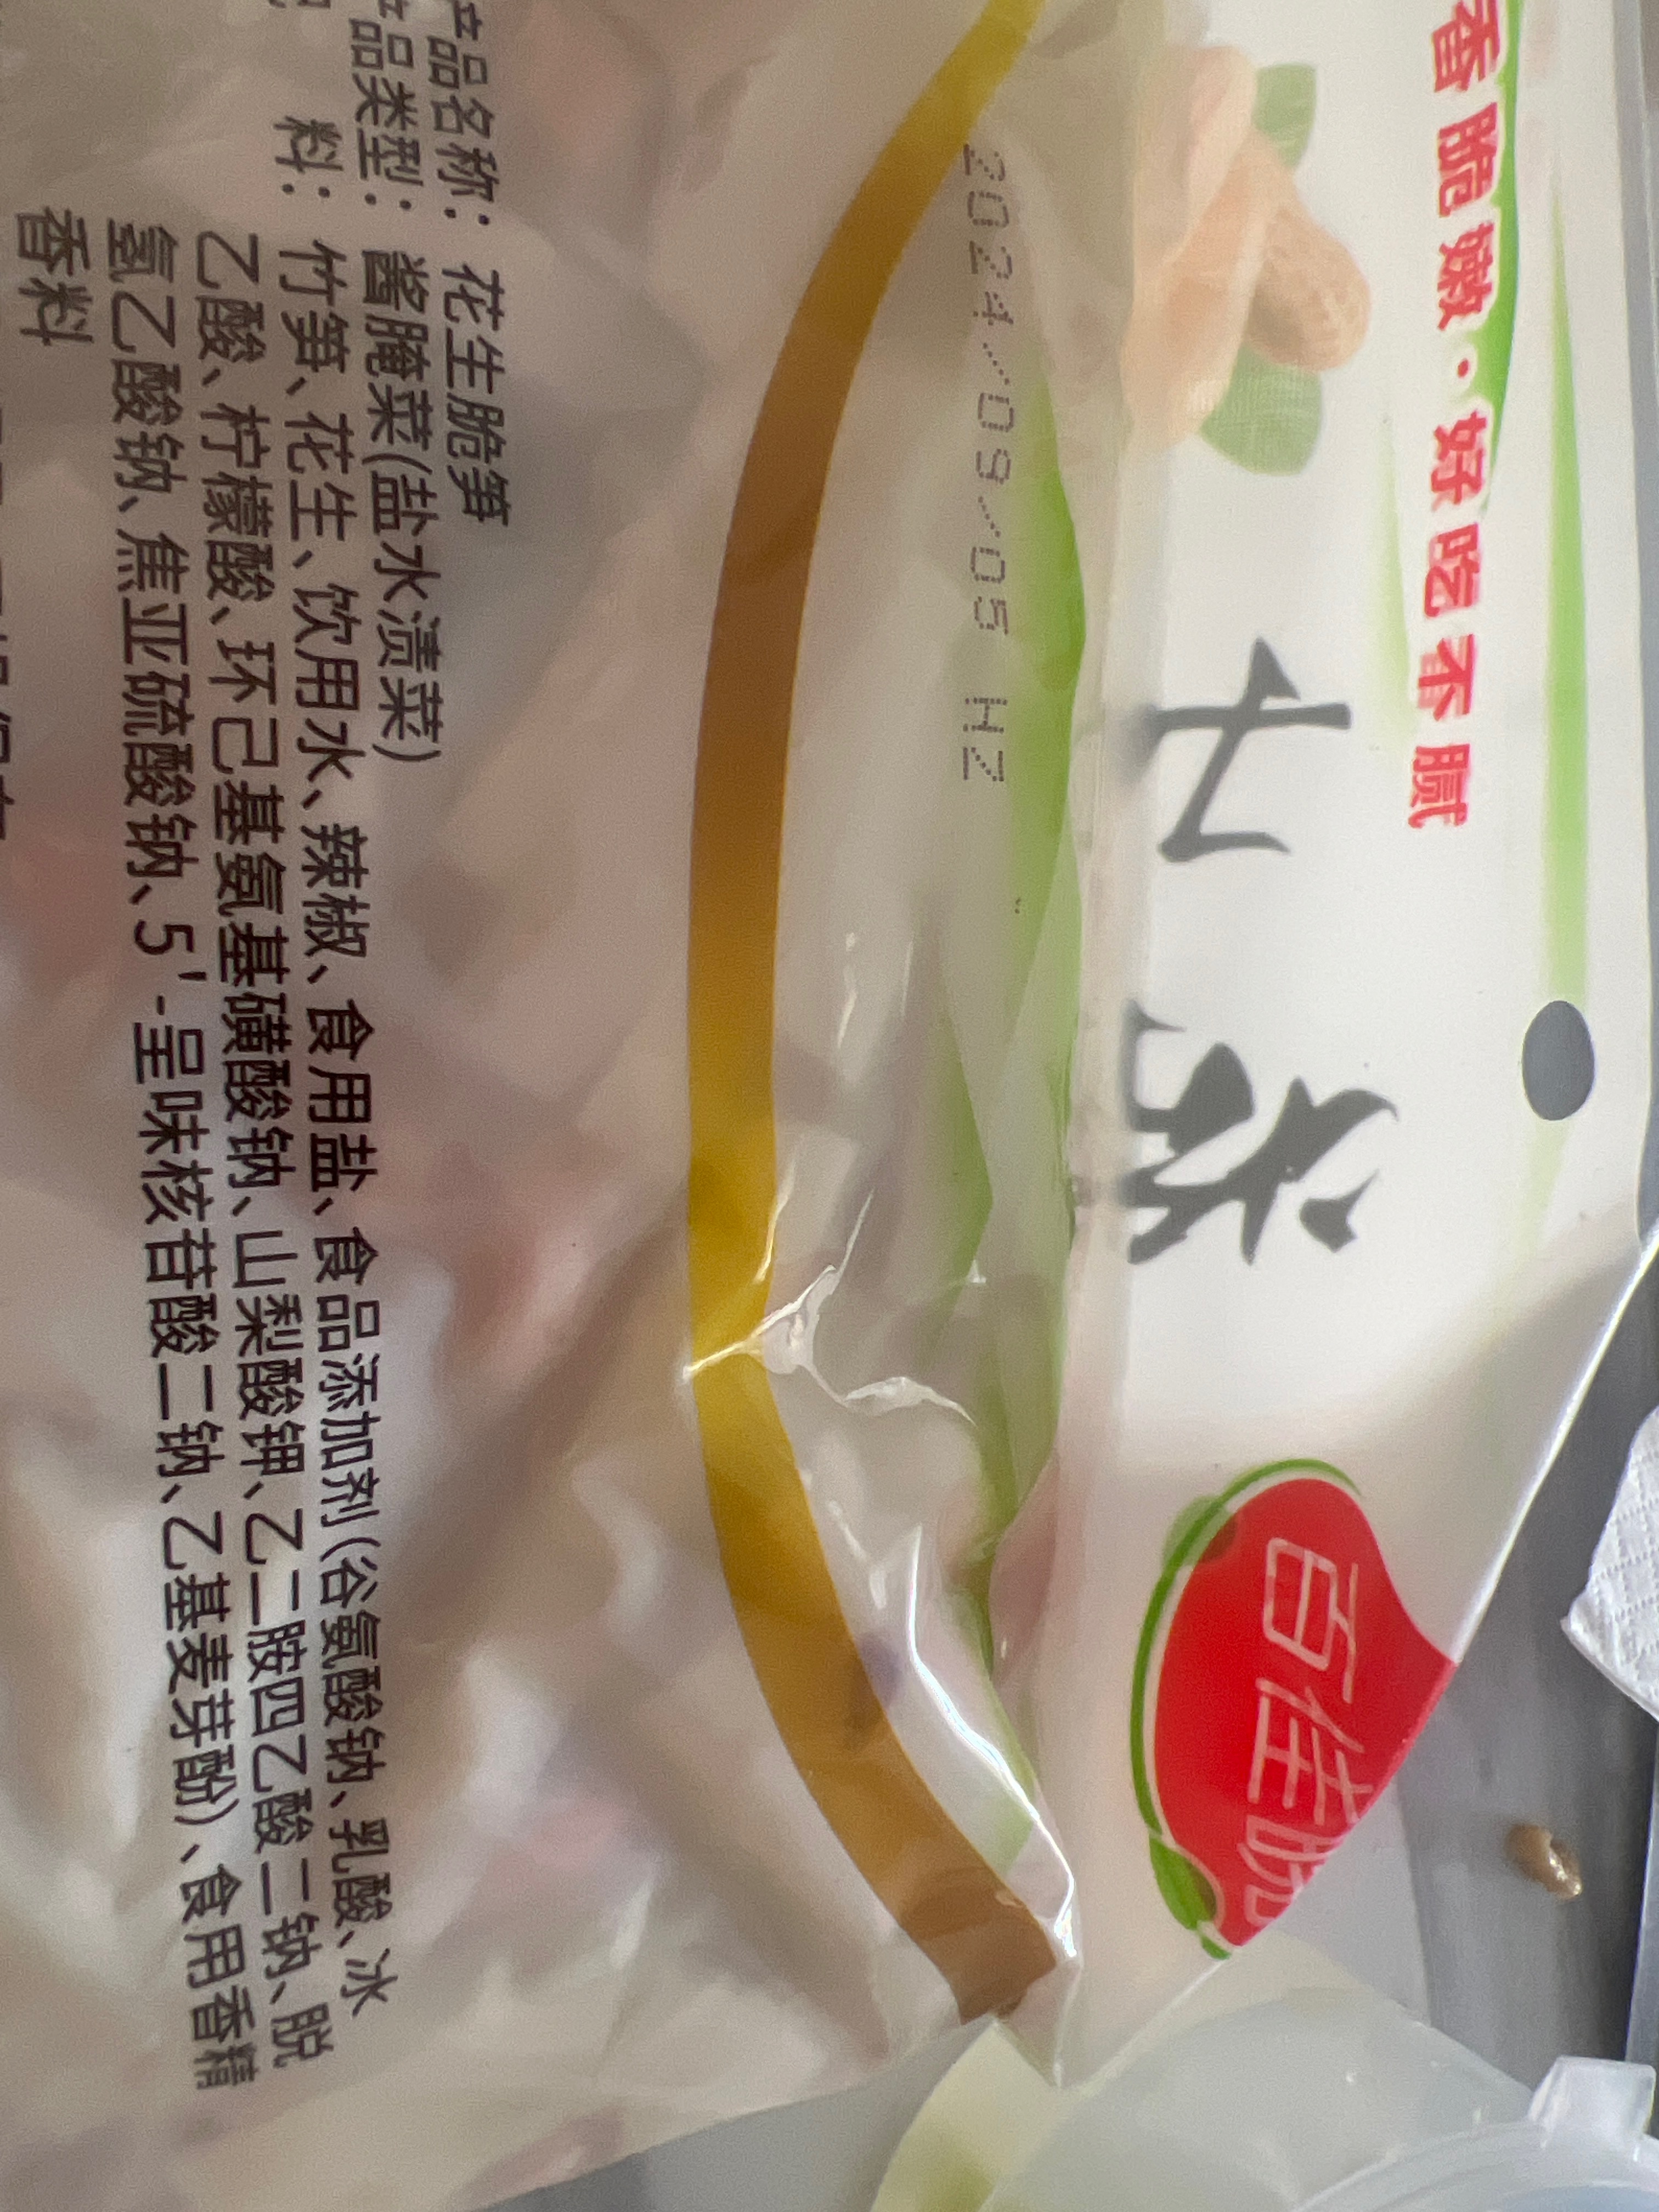 香脆嫩·好吃不腻
百佳
2024/09/05 HZ
产品名称：花生脆笋
产品类型：酱腌菜(盐水渍菜)
料：竹笋、花生、饮用水、辣椒、食用盐、食品添加剂(谷氨酸钠、乳酸、冰
乙酸、柠檬酸、环己基氨基磺酸钠、山梨酸钾、乙二胺四乙酸二钠、脱
氢乙酸钠、焦亚硫酸钠、5'-呈味核苷酸二钠、乙基麦芽酚)、食用香精
香料